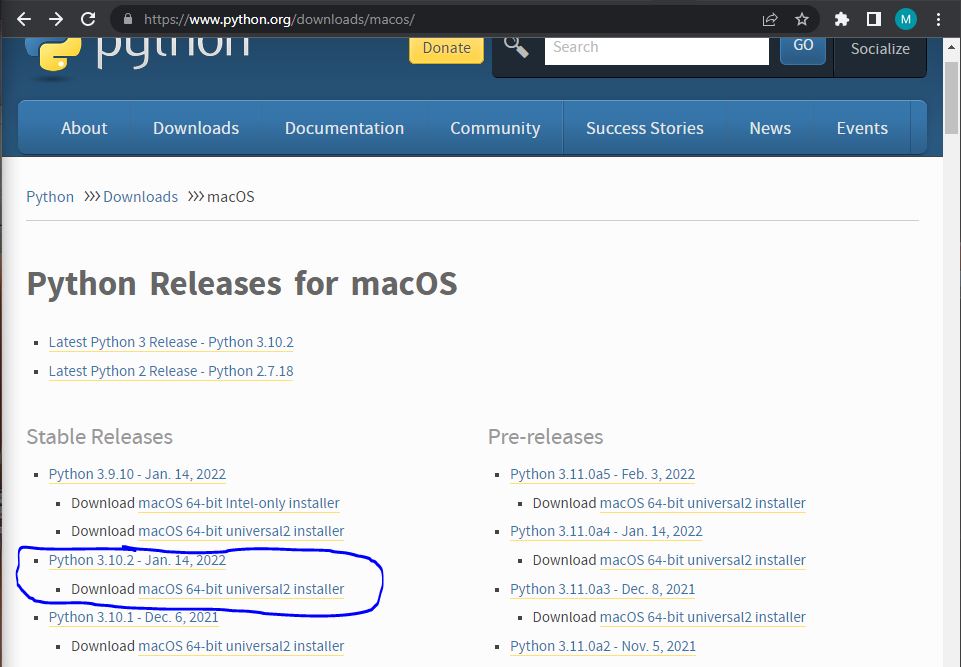 https://www.python.org/downloads/macos/
M
python
Donate
Search
GO
Socialize
About Downloads Documentation Community Success Stories News Events
Python >>> Downloads >>> macOS
Python Releases for macOS
Latest Python 3 Release - Python 3.10.2
Latest Python 2 Release - Python 2.7.18
Stable Releases
Python 3.9.10 - Jan. 14, 2022
Download macOS 64-bit Intel-only installer
Download macOS 64-bit universal2 installer
Python 3.10.2 - Jan. 14, 2022
Download macOS 64-bit universal2 installer
Python 3.10.1 - Dec. 6, 2021
Download macOS 64-bit universal2 installer
Pre-releases
Python 3.11.0a5 - Feb. 3, 2022
Download macOS 64-bit universal2 installer
Python 3.11.0a4 - Jan. 14, 2022
Download macOS 64-bit universal2 installer
Python 3.11.0a3 - Dec. 8, 2021
Download macOS 64-bit universal2 installer
Python 3.11.0a2 - Nov. 5, 2021